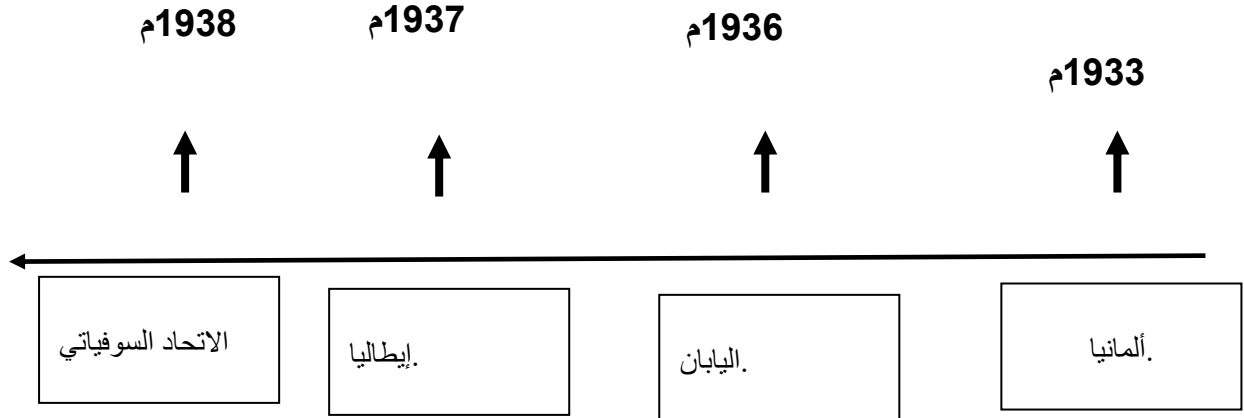 1933م
1936م
1937م
1938م
ألمانيا.
اليابان.
إيطاليا.
الاتحاد السوفياتي